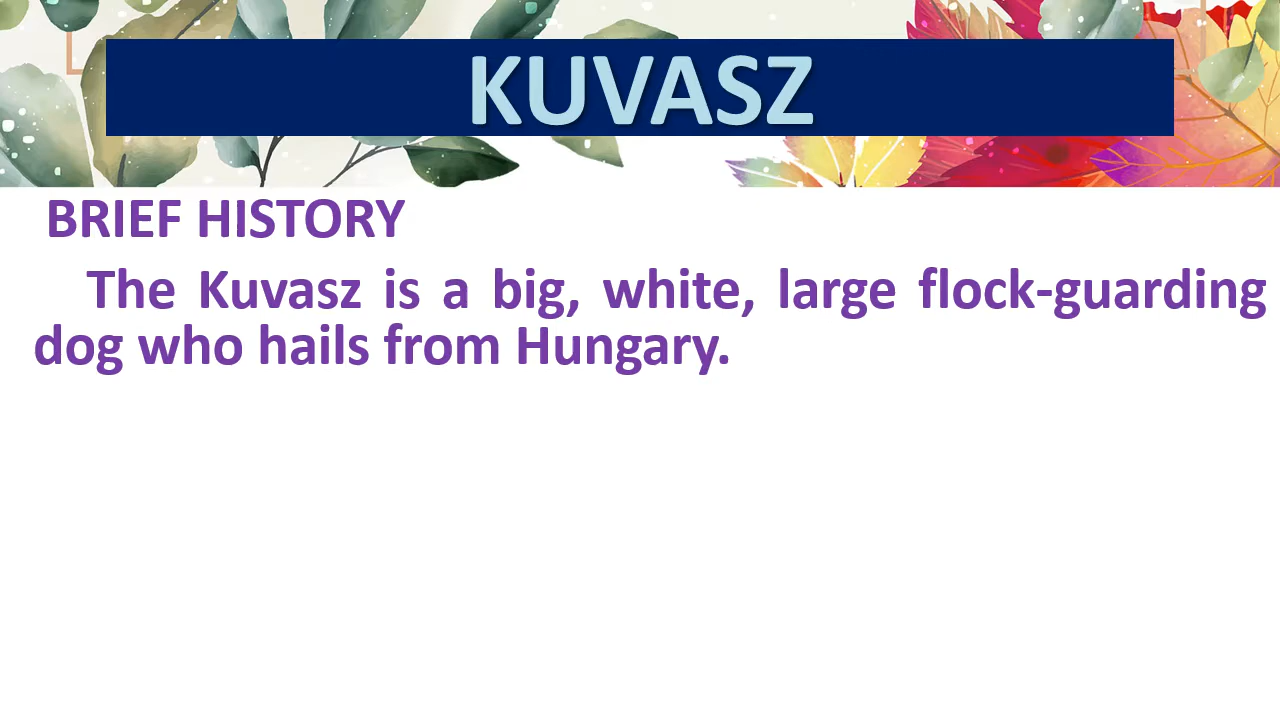 KUVASZ
BRIEF HISTORY
The Kuvasz is a big, white, large flock-guarding
dog who hails from Hungary.